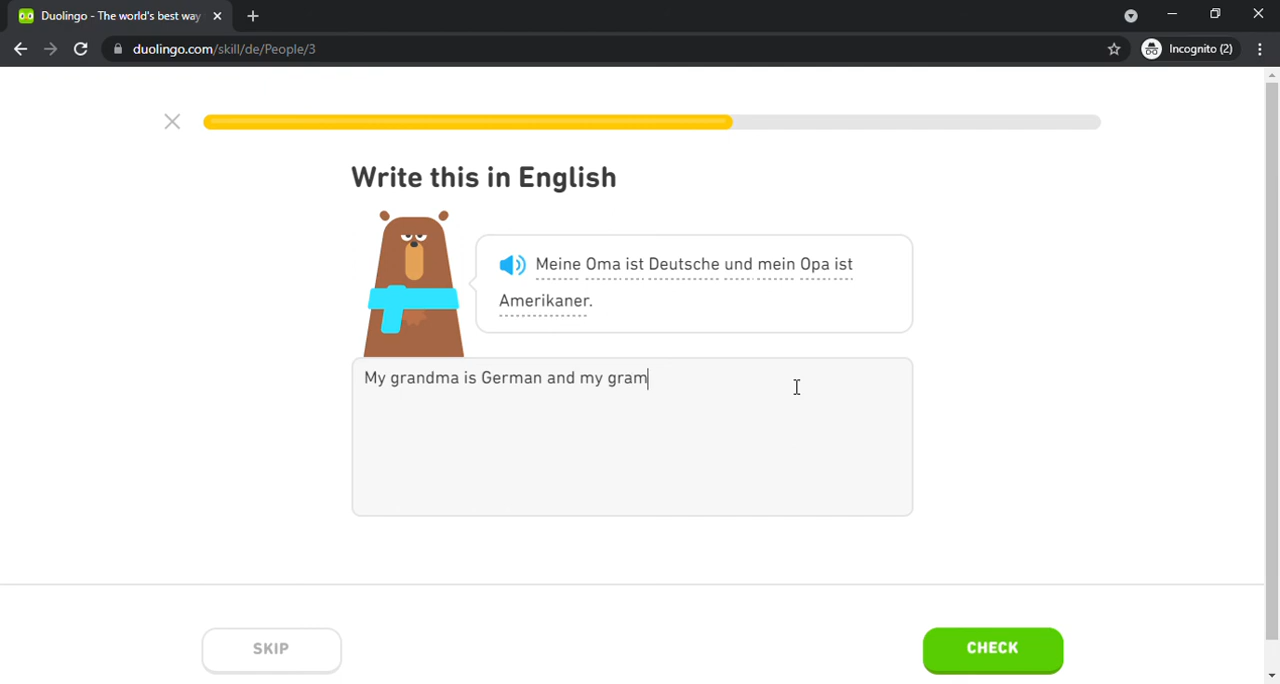 Duolingo - The world's best way
duolingo.com/skill/de/People/3
Incognito (2)
Write this in English
Meine Oma ist Deutsche und mein Opa ist
Amerikaner.
My grandma is German and my gram
SKIP
CHECK